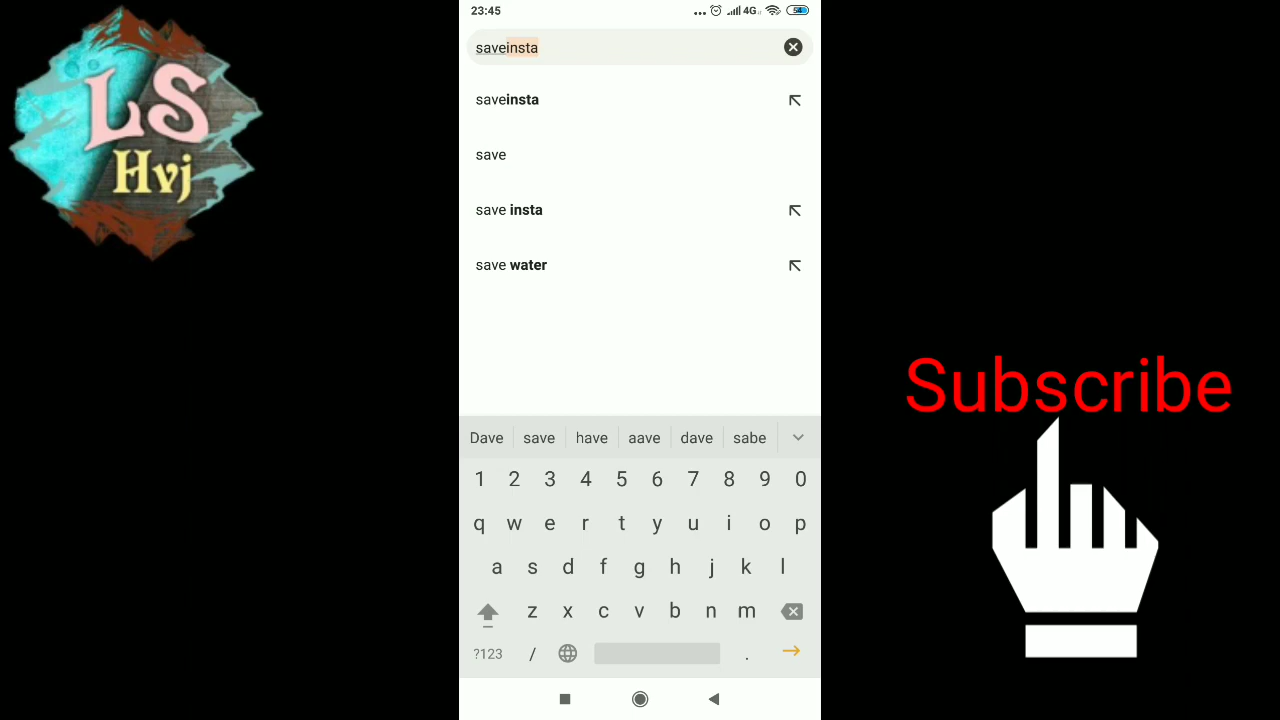 LS
Hvj
23:45
4G
54
saveinsta
saveinsta
save
save insta
save water
Dave save have aave dave sabe
1 2 3 4 5 6 7 8 9 0
q w e r t y u i o p
a s d f g h j k l
z x c v b n m
?123 / .
Subscribe